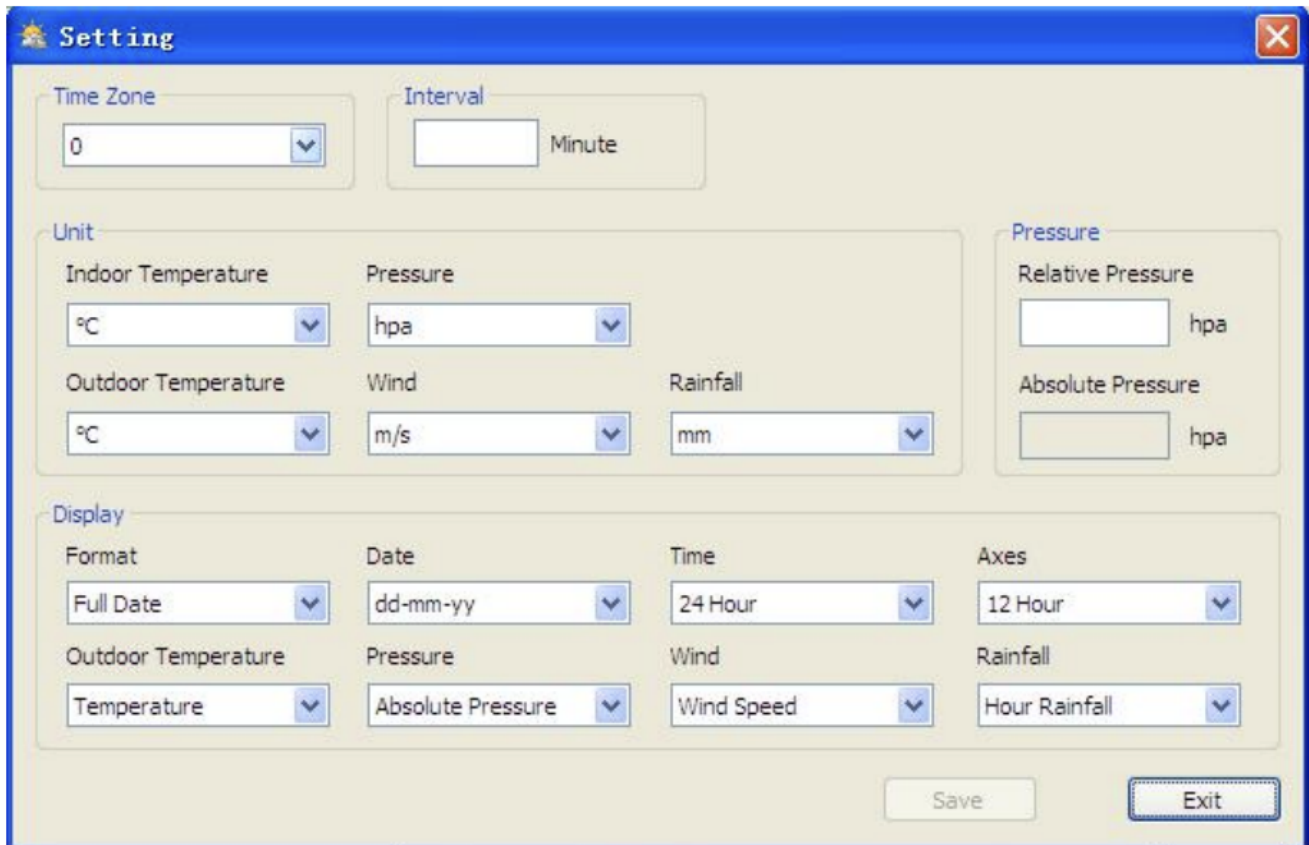 Setting
Time Zone Interval
0 Minute
Unit Pressure
Indoor Temperature Pressure Relative Pressure
°C hpa hpa
Outdoor Temperature Wind Rainfall Absolute Pressure
°C m/s mm hpa
Display
Format Date Time Axes
Full Date dd-mm-yy 24 Hour 12 Hour
Outdoor Temperature Pressure Wind Rainfall
Temperature Absolute Pressure Wind Speed Hour Rainfall
Save Exit